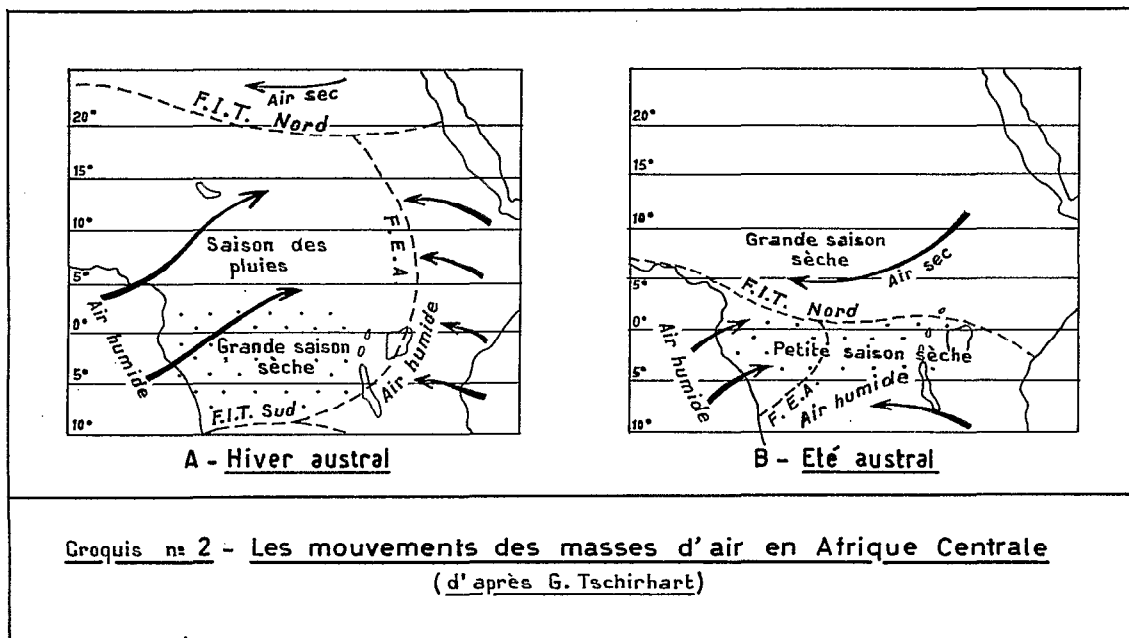 Air sec
F.I.T. Nord
20°
15°
10°
5°
0°
5°
10°
Saison des
pluies
F.E.A
Air humide
Grande saison
sèche
Air humide
F.I.T. Sud
A - Hiver austral
20°
15°
10°
5°
0°
5°
10°
Grande saison
sèche
Air sec
F.I.T. Nord
Air humide
Petite saison sèche
F.E.A.
Air humide
B - Eté austral
Croquis n: 2 - Les mouvements des masses d'air en Afrique Centrale
(d'après G. Tschirhart)